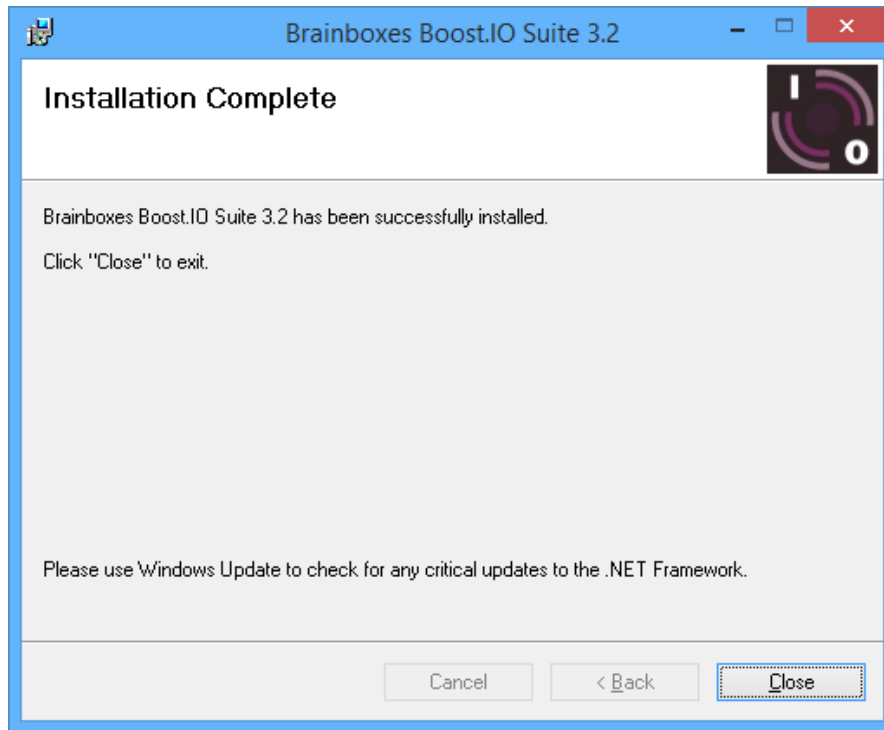 Brainboxes Boost.IO Suite 3.2
Installation Complete
I
O
Brainboxes Boost.IO Suite 3.2 has been successfully installed.
Click "Close" to exit.
Please use Windows Update to check for any critical updates to the .NET Framework.
Cancel
< Back
Close